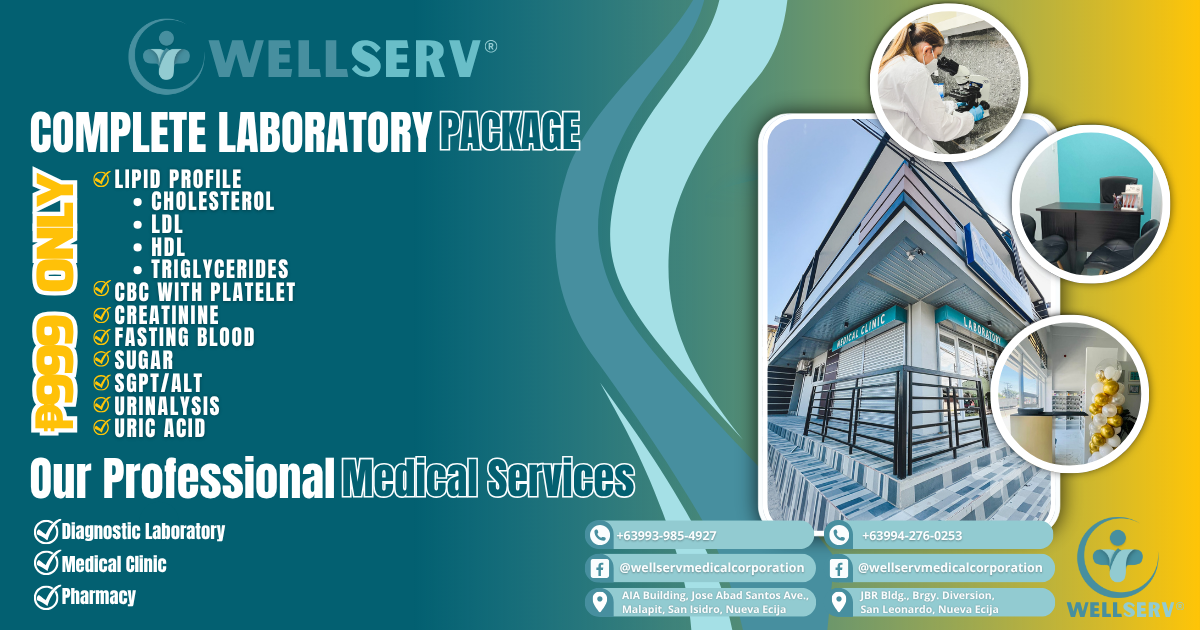 WELLSERV®
COMPLETE LABORATORY PACKAGE
₱999 ONLY
LIPID PROFILE
• CHOLESTEROL
• LDL
• HDL
• TRIGLYCERIDES
CBC WITH PLATELET
CREATININE
FASTING BLOOD
SUGAR
SGPT/ALT
URINALYSIS
URIC ACID
Our Professional Medical Services
Diagnostic Laboratory
Medical Clinic
Pharmacy
MEDICAL CLINIC
LABORATORY
+63993-985-4927
@wellservmedicalcorporation
AIA Building, Jose Abad Santos Ave.,
Malapit, San Isidro, Nueva Ecija
+63994-276-0253
@wellservmedicalcorporation
JBR Bldg., Brgy. Diversion,
San Leonardo, Nueva Ecija
WELLSERV®